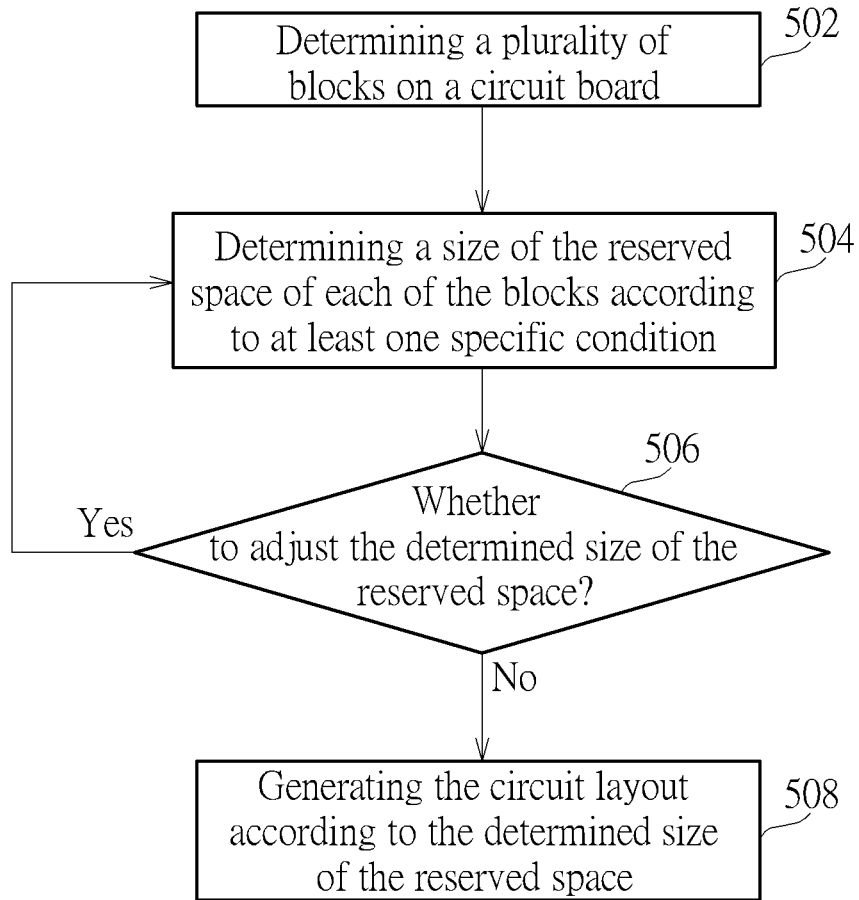 Determining a plurality of
blocks on a circuit board
502
Determining a size of the reserved
space of each of the blocks according
to at least one specific condition
504
Whether
to adjust the determined size of the
reserved space?
506
Yes
No
Generating the circuit layout
according to the determined size
of the reserved space
508